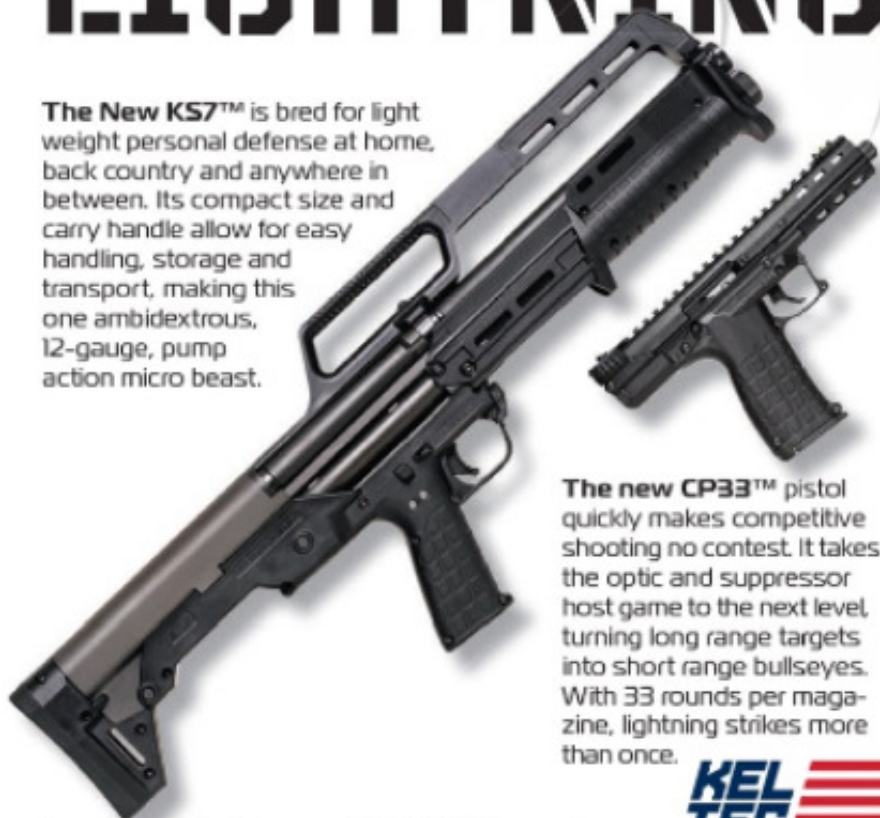 LIGHTNING
The New KS7™ is bred for light
weight personal defense at home,
back country and anywhere in
between. Its compact size and
carry handle allow for easy
handling, storage and
transport, making this
one ambidextrous,
12-gauge, pump
action micro beast.
The new CP33™ pistol
quickly makes competitive
shooting no contest. It takes
the optic and suppressor
host game to the next level,
turning long range targets
into short range bullseyes.
With 33 rounds per maga-
zine, lightning strikes more
than once.
KEL
TEC